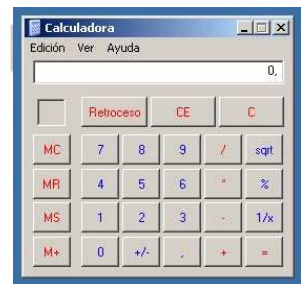 Calculadora
Edición Ver Ayuda
0,
Retroceso CE C
MC 7 8 9 / sqrt
MR 4 5 6 * %
MS 1 2 3 - 1/x
M+ 0 +/- , + =